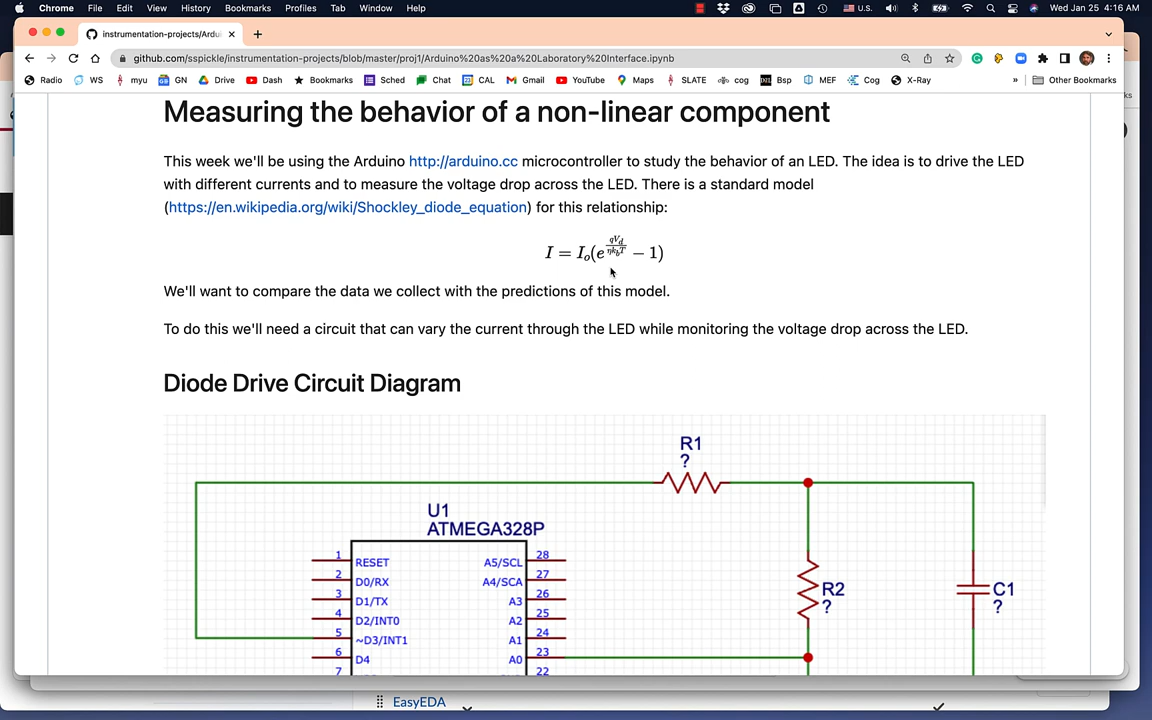 Chrome File Edit View History Bookmarks Profiles Tab Window Help U.S. Wed Jan 25 4:16 AM
instrumentation-projects/Ardu
github.com/sspickle/instrumentation-projects/blob/master/proj1/Arduino%20as%20a%20Laboratory%20Interface.ipynb
Radio WS myu GN Drive Dash Bookmarks Sched Chat CAL Gmail YouTube Maps SLATE cog Bsp MEF Cog X-Ray » Other Bookmarks
Measuring the behavior of a non-linear component
This week we'll be using the Arduino http://arduino.cc microcontroller to study the behavior of an LED. The idea is to drive the LED
with different currents and to measure the voltage drop across the LED. There is a standard model
(https://en.wikipedia.org/wiki/Shockley_diode_equation) for this relationship:
I = I_o(e^{\frac{qV_d}{ηk_bT}} − 1)
We'll want to compare the data we collect with the predictions of this model.
To do this we'll need a circuit that can vary the current through the LED while monitoring the voltage drop across the LED.
Diode Drive Circuit Diagram
R1
?
U1
ATMEGA328P
1 RESET A5/SCL 28
2 D0/RX A4/SCA 27
3 D1/TX A3 26
4 D2/INT0 A2 25
5 ~D3/INT1 A1 24
6 D4 A0 23
7 22
R2
?
C1
?
EasyEDA